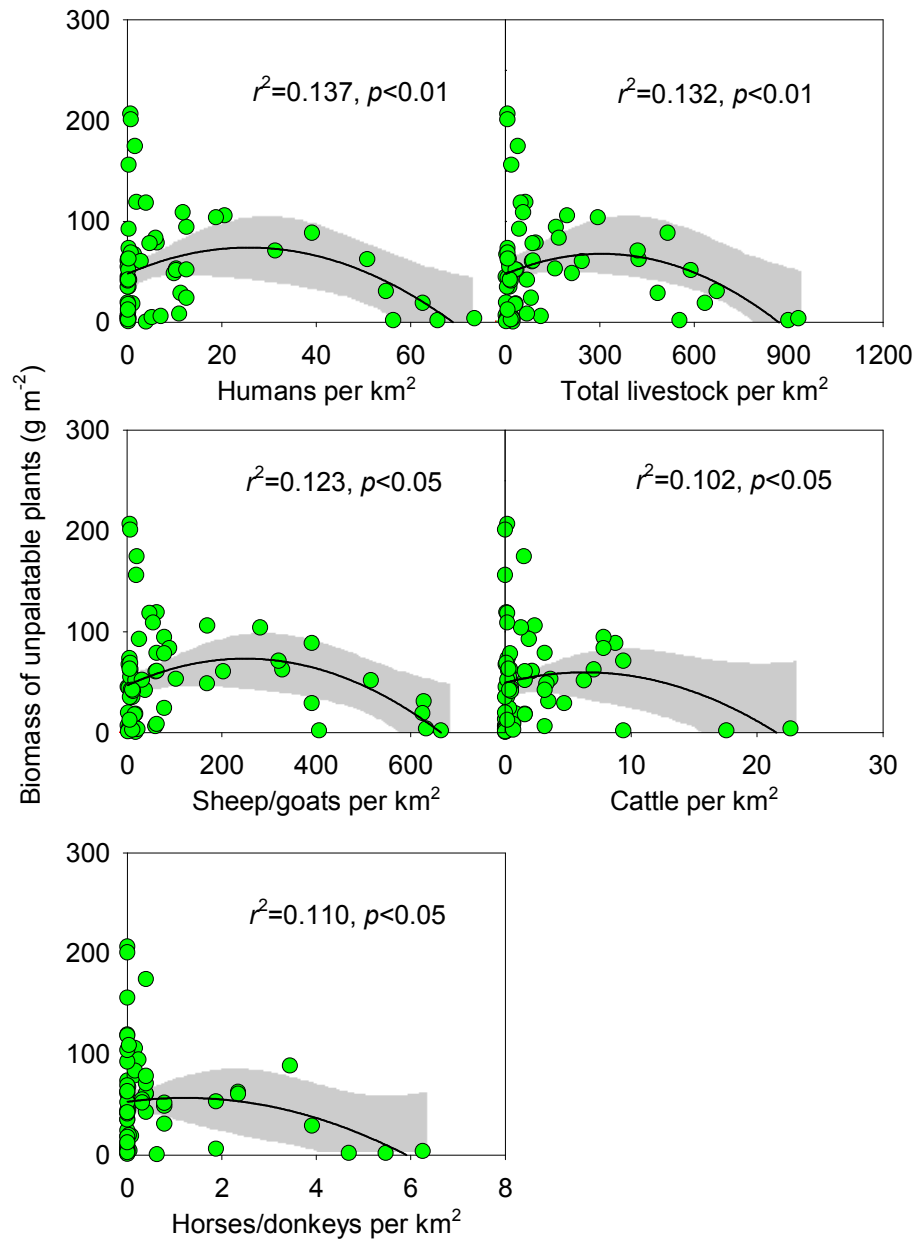 300
200
100
0
r²=0.137, p<0.01
0 20 40 60
Humans per km²
r²=0.132, p<0.01
0 300 600 900 1200
Total livestock per km²
Biomass of unpalatable plants (g m⁻²)
300
200
100
0
r²=0.123, p<0.05
0 200 400 600
Sheep/goats per km²
r²=0.102, p<0.05
0 10 20 30
Cattle per km²
300
200
100
0
r²=0.110, p<0.05
0 2 4 6 8
Horses/donkeys per km²